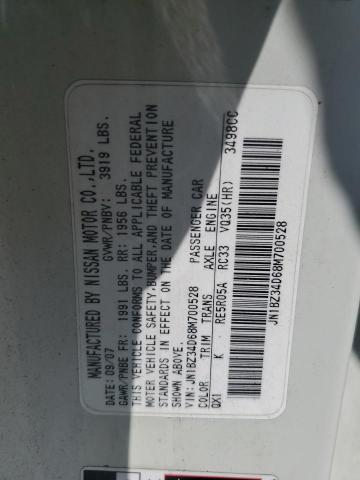 MANUFACTURED BY NISSAN MOTOR CO.,LTD.
DATE: 09/07 GVWR/PNBV: 3919 LBS.
GAWR/PNBE FR: 1991 LBS. RR: 1956 LBS.
THIS VEHICLE CONFORMS TO ALL APPLICABLE FEDERAL
MOTOR VEHICLE SAFETY,BUMPER,AND THEFT PREVENTION
STANDARDS IN EFFECT ON THE DATE OF MANUFACTURE
SHOWN ABOVE.
VIN: JN1BZ34D68M700528 PASSENGER CAR
COLOR TRIM TRANS AXLE ENGINE
QX1 K RE5R05A RC33 VQ35(HR) 3498CC
JN1BZ34D68M700528